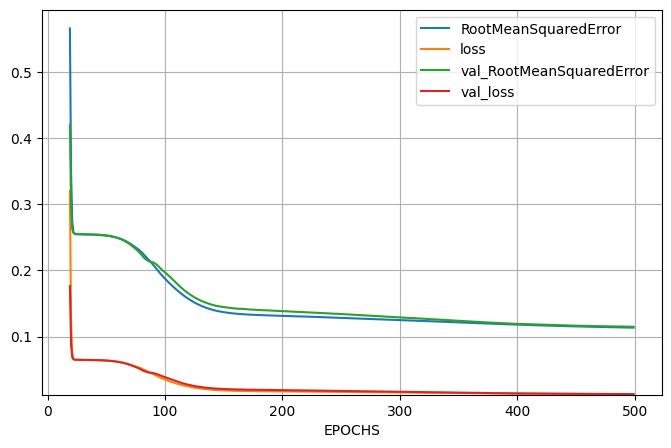 RootMeanSquaredError
loss
val_RootMeanSquaredError
val_loss
0.5
0.4
0.3
0.2
0.1
0 100 200 300 400 500
EPOCHS